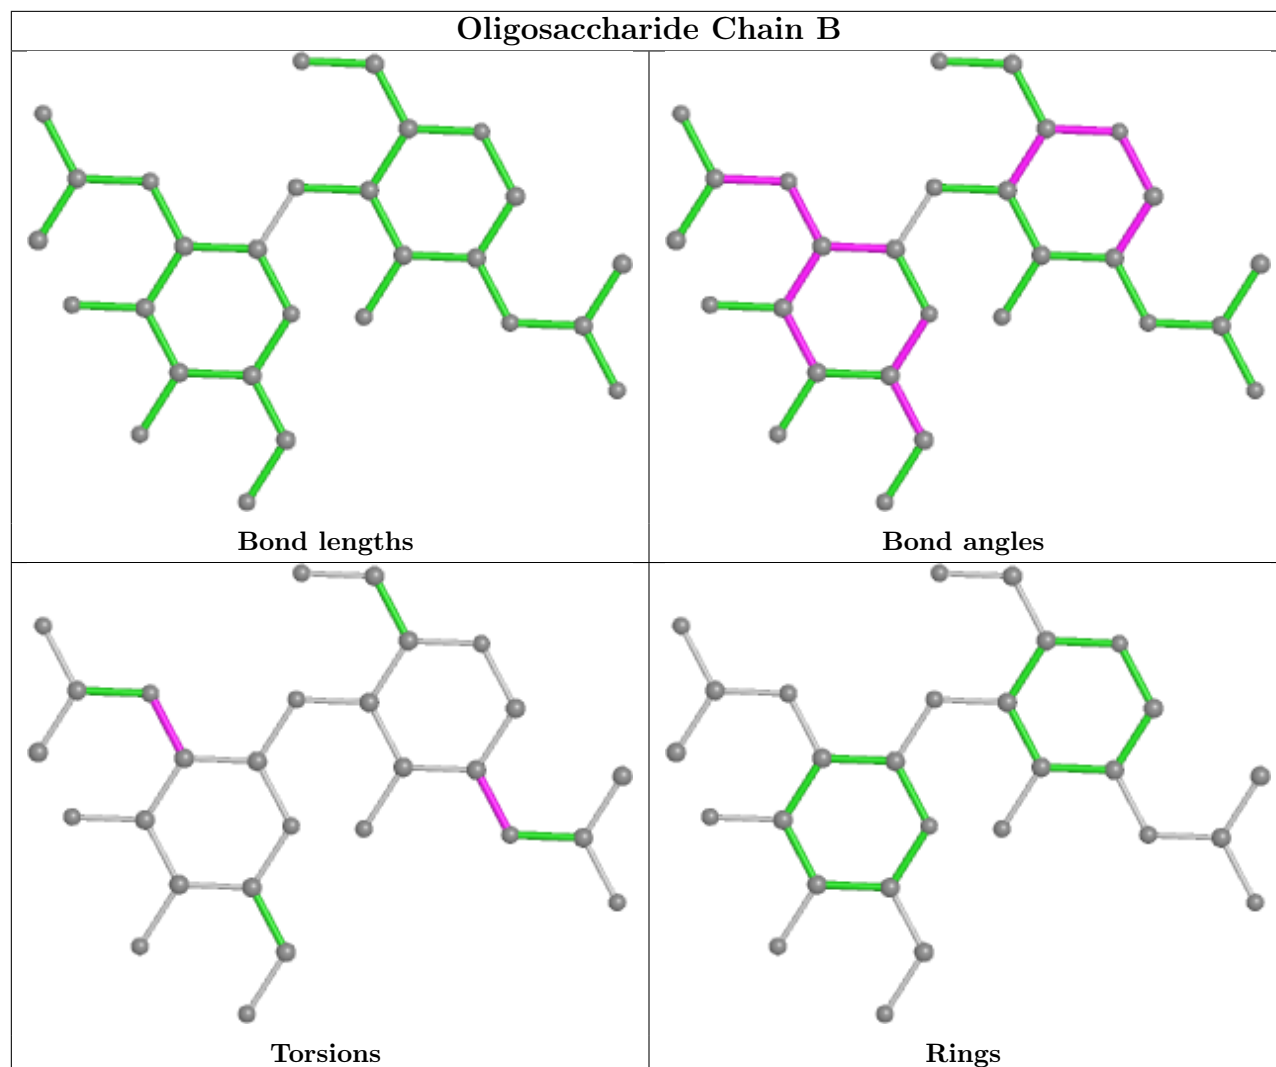 Oligosaccharide Chain B
Bond lengths
Bond angles
Torsions
Rings